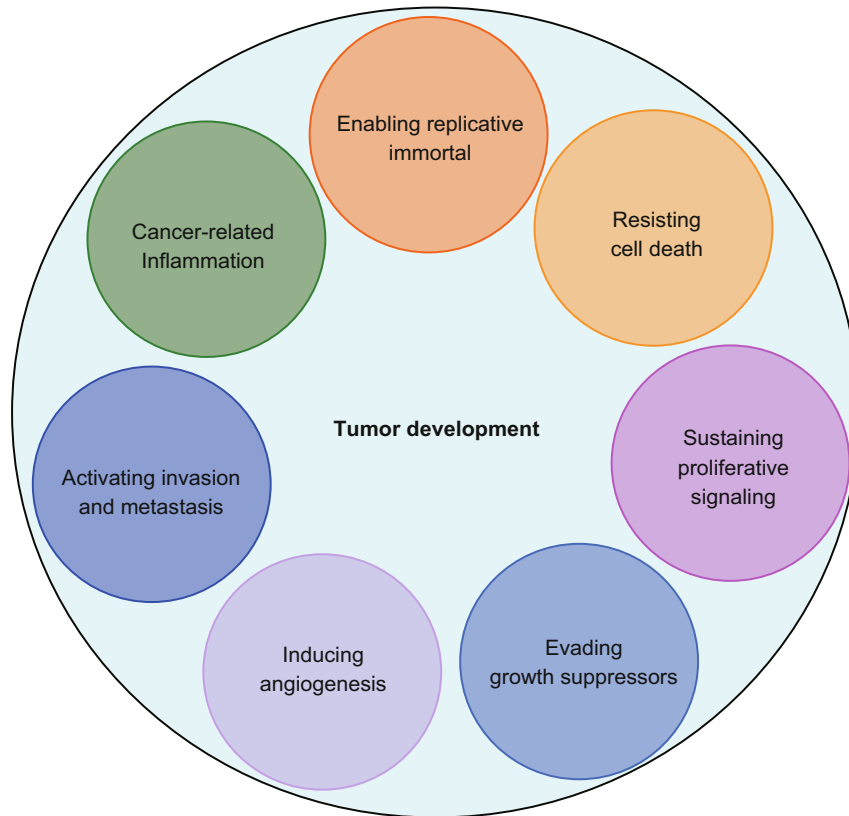 Enabling replicative
immortal
Resisting
cell death
Cancer-related
Inflammation
Tumor development
Sustaining
proliferative
signaling
Activating invasion
and metastasis
Evading
growth suppressors
Inducing
angiogenesis